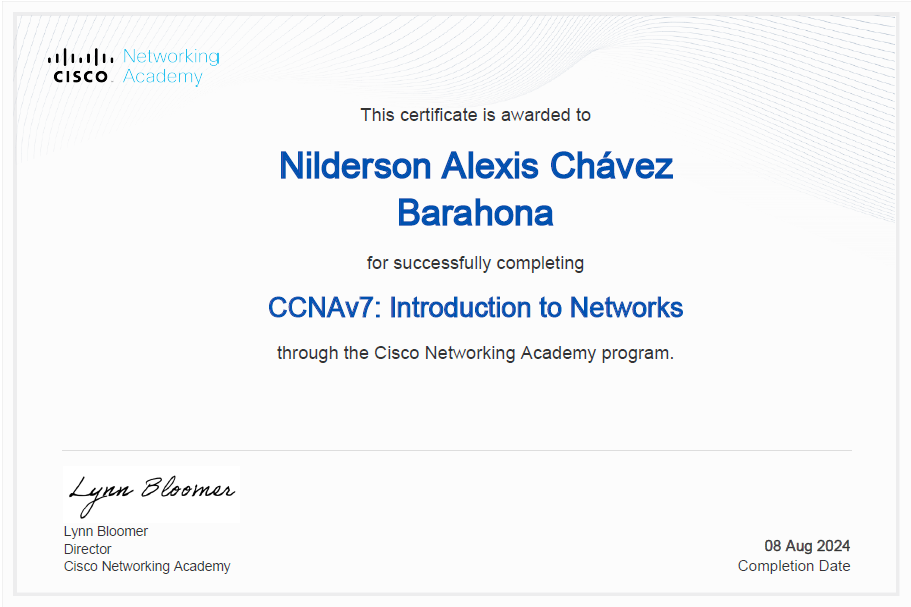 Networking
CISCO Academy
This certificate is awarded to
Nilderson Alexis Chávez
Barahona
for successfully completing
CCNAv7: Introduction to Networks
through the Cisco Networking Academy program.
Lynn Bloomer
Lynn Bloomer
Director
Cisco Networking Academy
08 Aug 2024
Completion Date